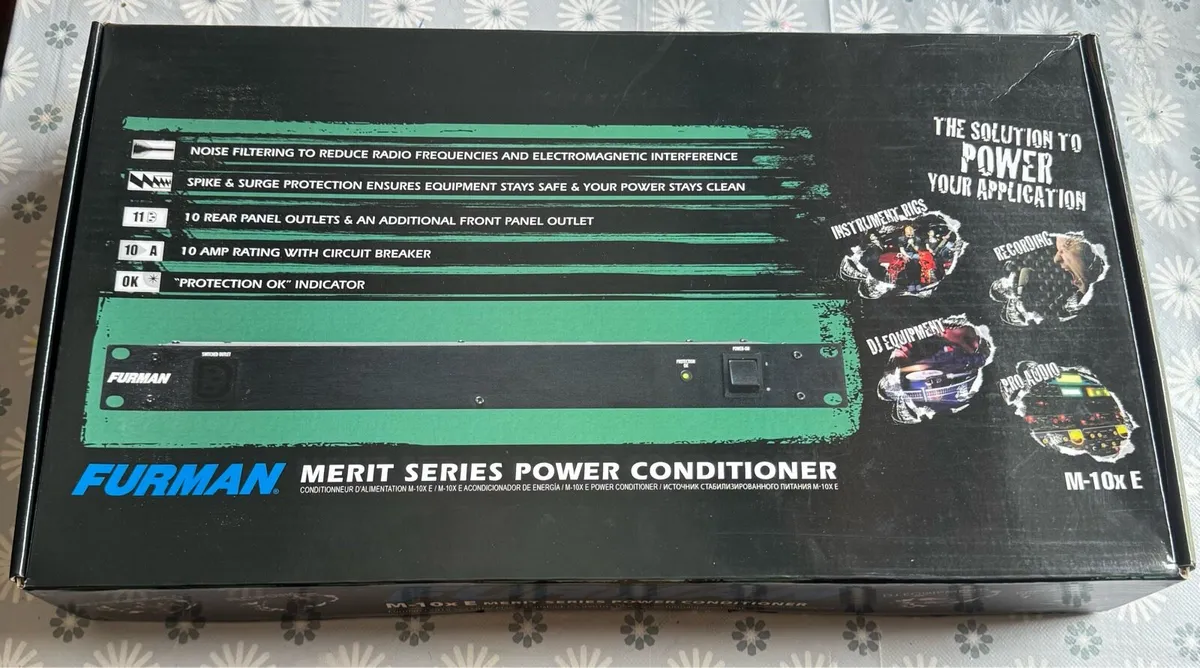 NOISE FILTERING TO REDUCE RADIO FREQUENCIES AND ELECTROMAGNETIC INTERFERENCE
SPIKE & SURGE PROTECTION ENSURES EQUIPMENT STAYS SAFE & YOUR POWER STAYS CLEAN
11 10 REAR PANEL OUTLETS & AN ADDITIONAL FRONT PANEL OUTLET
10 A 10 AMP RATING WITH CIRCUIT BREAKER
OK "PROTECTION OK" INDICATOR
THE SOLUTION TO
POWER
YOUR APPLICATION
INSTRUMENT RIGS
RECORDING
DJ EQUIPMENT
PRO AUDIO
SWITCHED OUTLET
PROTECTION
OK
POWER ON
FURMAN
FURMAN® MERIT SERIES POWER CONDITIONER
CONDITIONNEUR D'ALIMENTATION M-10X E / M-10X E ACONDICIONADOR DE ENERGÍA / M-10X E POWER CONDITIONER / ИСТОЧНИК СТАБИЛИЗИРОВАННОГО ПИТАНИЯ M-10X E
M-10x E
M-10x E MERIT SERIES POWER CONDITIONER